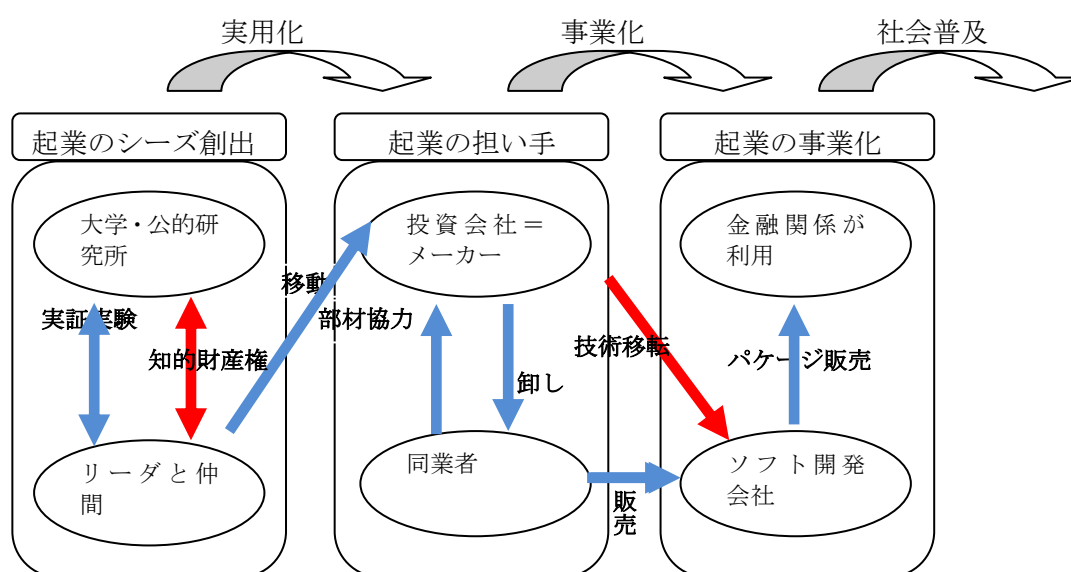 実用化
事業化
社会普及
起業のシーズ創出
起業の担い手
起業の事業化
大学・公的研
究所
投資会社＝
メーカー
金融関係が
利用
移動
実証実験
部材協力
知的財産権
技術移転
パケージ販売
卸し
リーダと仲
間
同業者
ソフト開発
会社
販
売